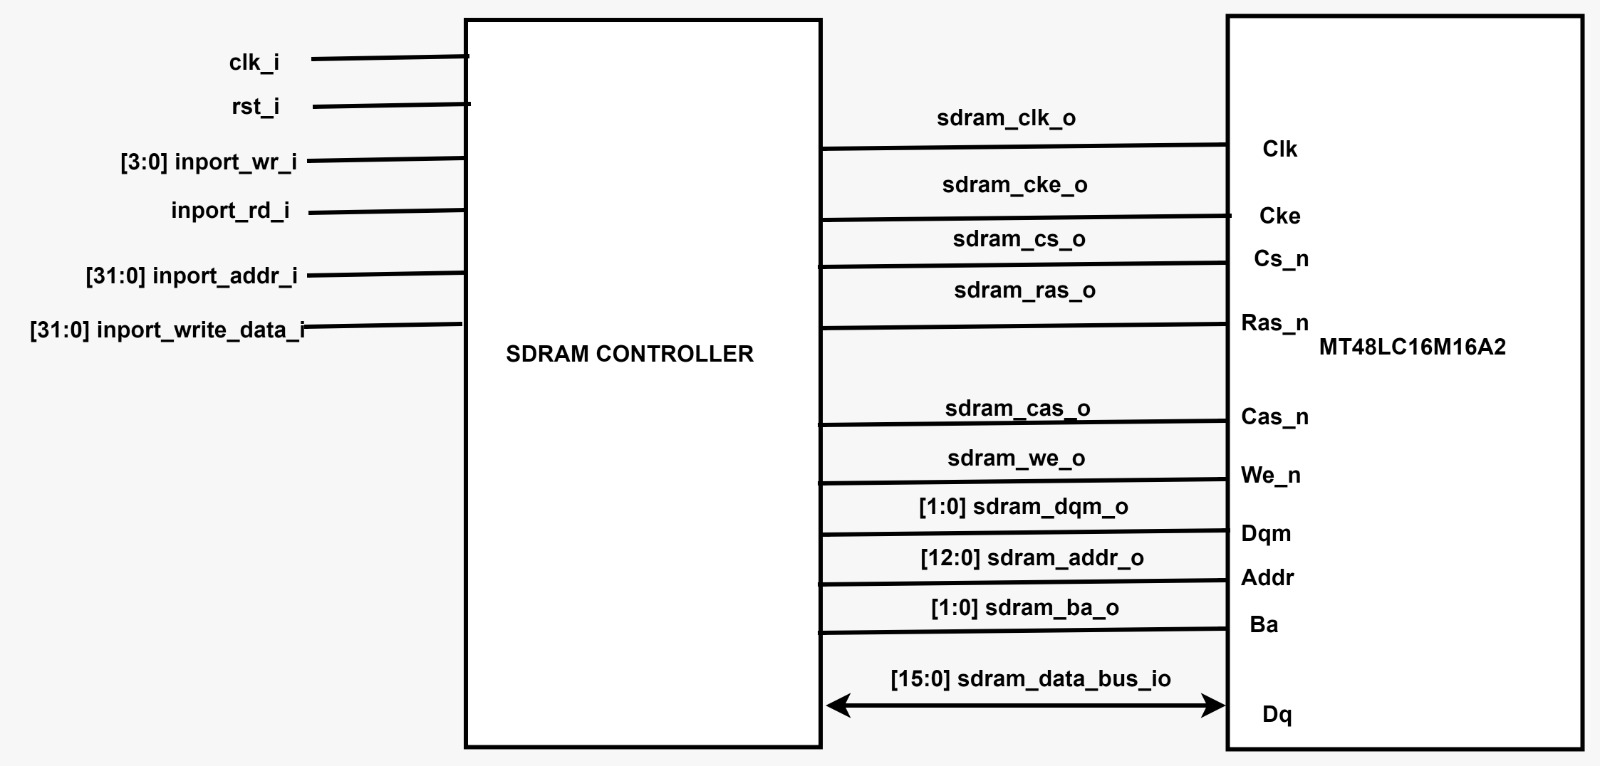 clk_i
rst_i
[3:0] inport_wr_i
inport_rd_i
[31:0] inport_addr_i
[31:0] inport_write_data_i
SDRAM CONTROLLER
sdram_clk_o
sdram_cke_o
sdram_cs_o
sdram_ras_o
sdram_cas_o
sdram_we_o
[1:0] sdram_dqm_o
[12:0] sdram_addr_o
[1:0] sdram_ba_o
[15:0] sdram_data_bus_io
Clk
Cke
Cs_n
Ras_n
MT48LC16M16A2
Cas_n
We_n
Dqm
Addr
Ba
Dq